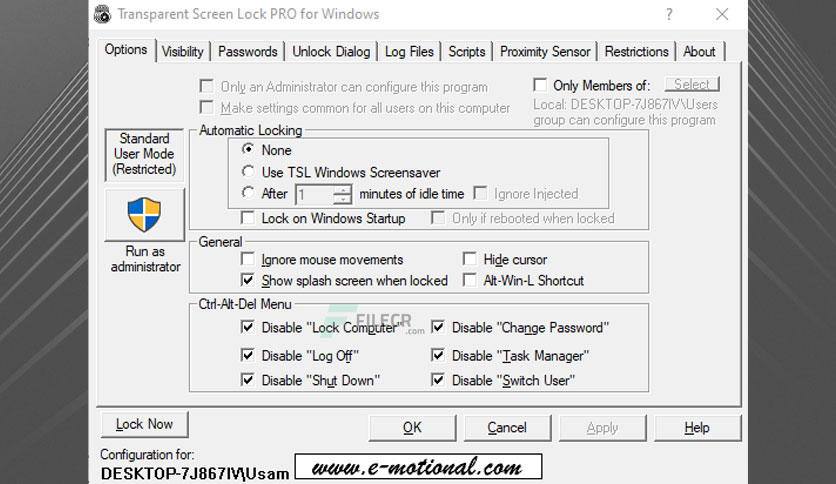 Transparent Screen Lock PRO for Windows
Options Visibility Passwords Unlock Dialog Log Files Scripts Proximity Sensor Restrictions About
Only an Administrator can configure this program
Make settings common for all users on this computer
Only Members of: Select
Local: DESKTOP-7J867IV\Users
group can configure this program
Standard
User Mode
(Restricted)
Run as
administrator
Automatic Locking
None
Use TSL Windows Screensaver
After 1 minutes of idle time Ignore Injected
Lock on Windows Startup Only if rebooted when locked
General
Ignore mouse movements Hide cursor
Show splash screen when locked Alt-Win-L Shortcut
Ctrl-Alt-Del Menu
FILECR
.com
Disable "Lock Computer" Disable "Change Password"
Disable "Log Off" Disable "Task Manager"
Disable "Shut Down" Disable "Switch User"
Lock Now OK Cancel Apply Help
Configuration for:
DESKTOP-7J867IV\Usam
www.e-motional.com